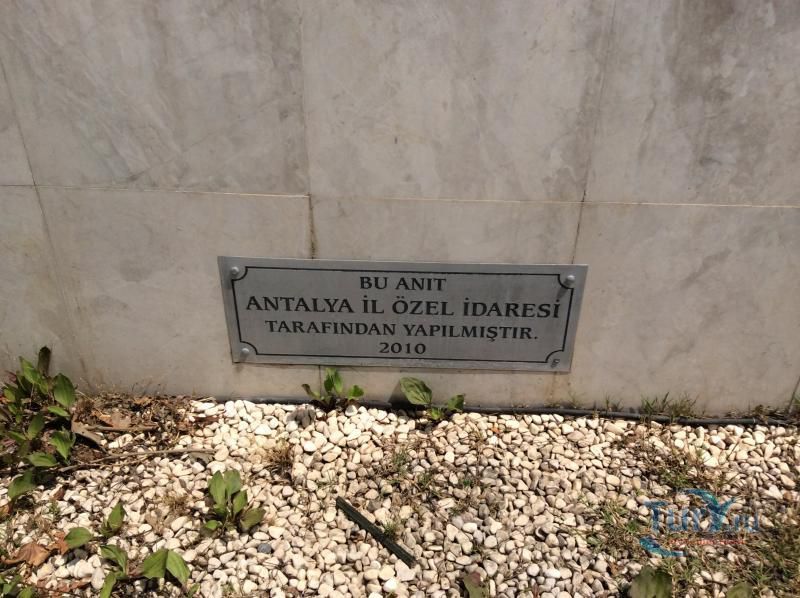 BU ANIT
ANTALYA İL ÖZEL İDARESİ
TARAFINDAN YAPILMIŞTIR.
2010